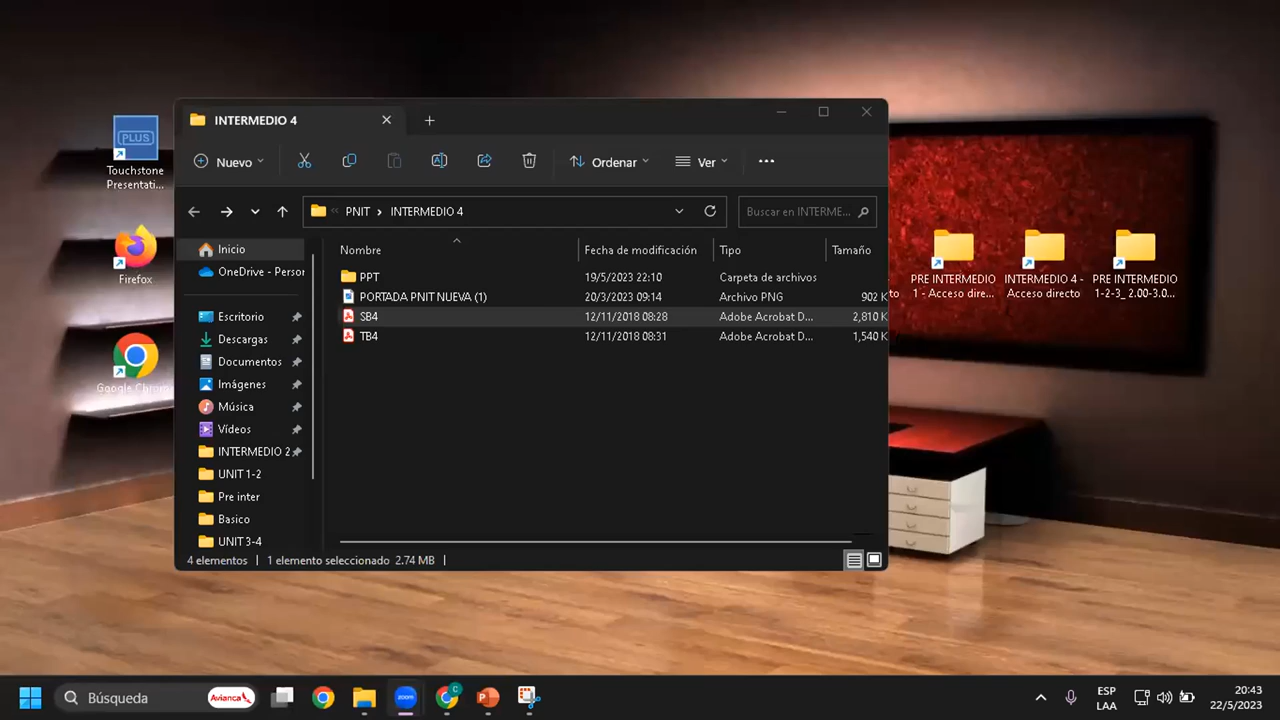 INTERMEDIO 4
Nuevo
Ordenar
Ver
PNIT > INTERMEDIO 4
Buscar en INTERME...
Nombre
Fecha de modificación
Tipo
Tamaño
PPT 19/5/2023 22:10 Carpeta de archivos
PORTADA PNIT NUEVA (1) 20/3/2023 09:14 Archivo PNG 902 K
SB4 12/11/2018 08:28 Adobe Acrobat D... 2,810 K
TB4 12/11/2018 08:31 Adobe Acrobat D... 1,540 K
Inicio
OneDrive - Person
Escritorio
Descargas
Documentos
Imágenes
Música
Vídeos
INTERMEDIO 2
UNIT 1-2
Pre inter
Basico
UNIT 3-4
4 elementos 1 elemento seleccionado 2.74 MB
PLUS
Touchstone
Presentati...
Firefox
Google Chrom
PRE INTERMEDIO
1 - Acceso direc...
INTERMEDIO 4 -
Acceso directo
PRE INTERMEDIO
1-2-3_ 2.00-3.0...
Búsqueda
Avianca
zoom
C
ESP
LAA
20:43
22/5/2023